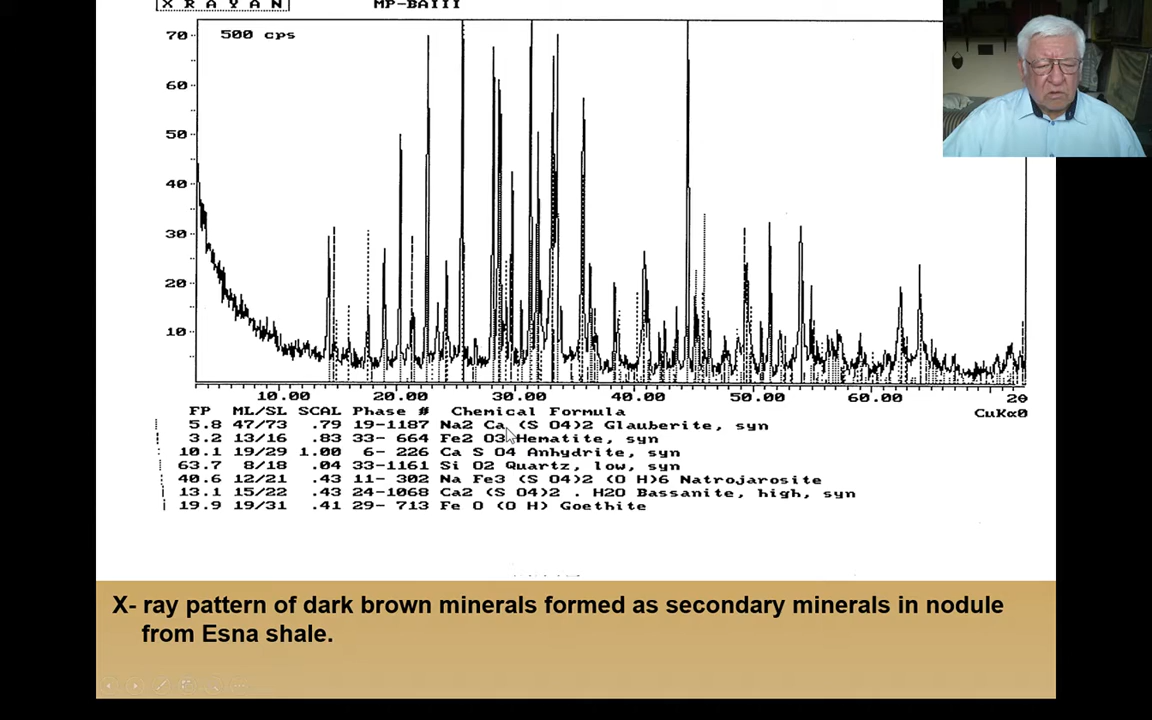 XRAYAN MP-BAIII
70 500 cps
60
50
40
30
20
10
10.00 20.00 30.00 40.00 50.00 60.00 20
FP ML/SL SCAL Phase # Chemical Formula CuKα0
5.8 47/73 .79 19-1187 Na2 Ca (S O4)2 Glauberite, syn
3.2 13/16 .83 33- 664 Fe2 O3 Hematite, syn
10.1 19/29 1.00 6- 226 Ca S O4 Anhydrite, syn
63.7 8/18 .04 33-1161 Si O2 Quartz, low, syn
40.6 12/21 .43 11- 302 Na Fe3 (S O4)2 (O H)6 Natrojarosite
13.1 15/22 .43 24-1068 Ca2 (S O4)2 . H2O Bassanite, high, syn
19.9 19/31 .41 29- 713 Fe O (O H) Goethite
X- ray pattern of dark brown minerals formed as secondary minerals in nodule
from Esna shale.